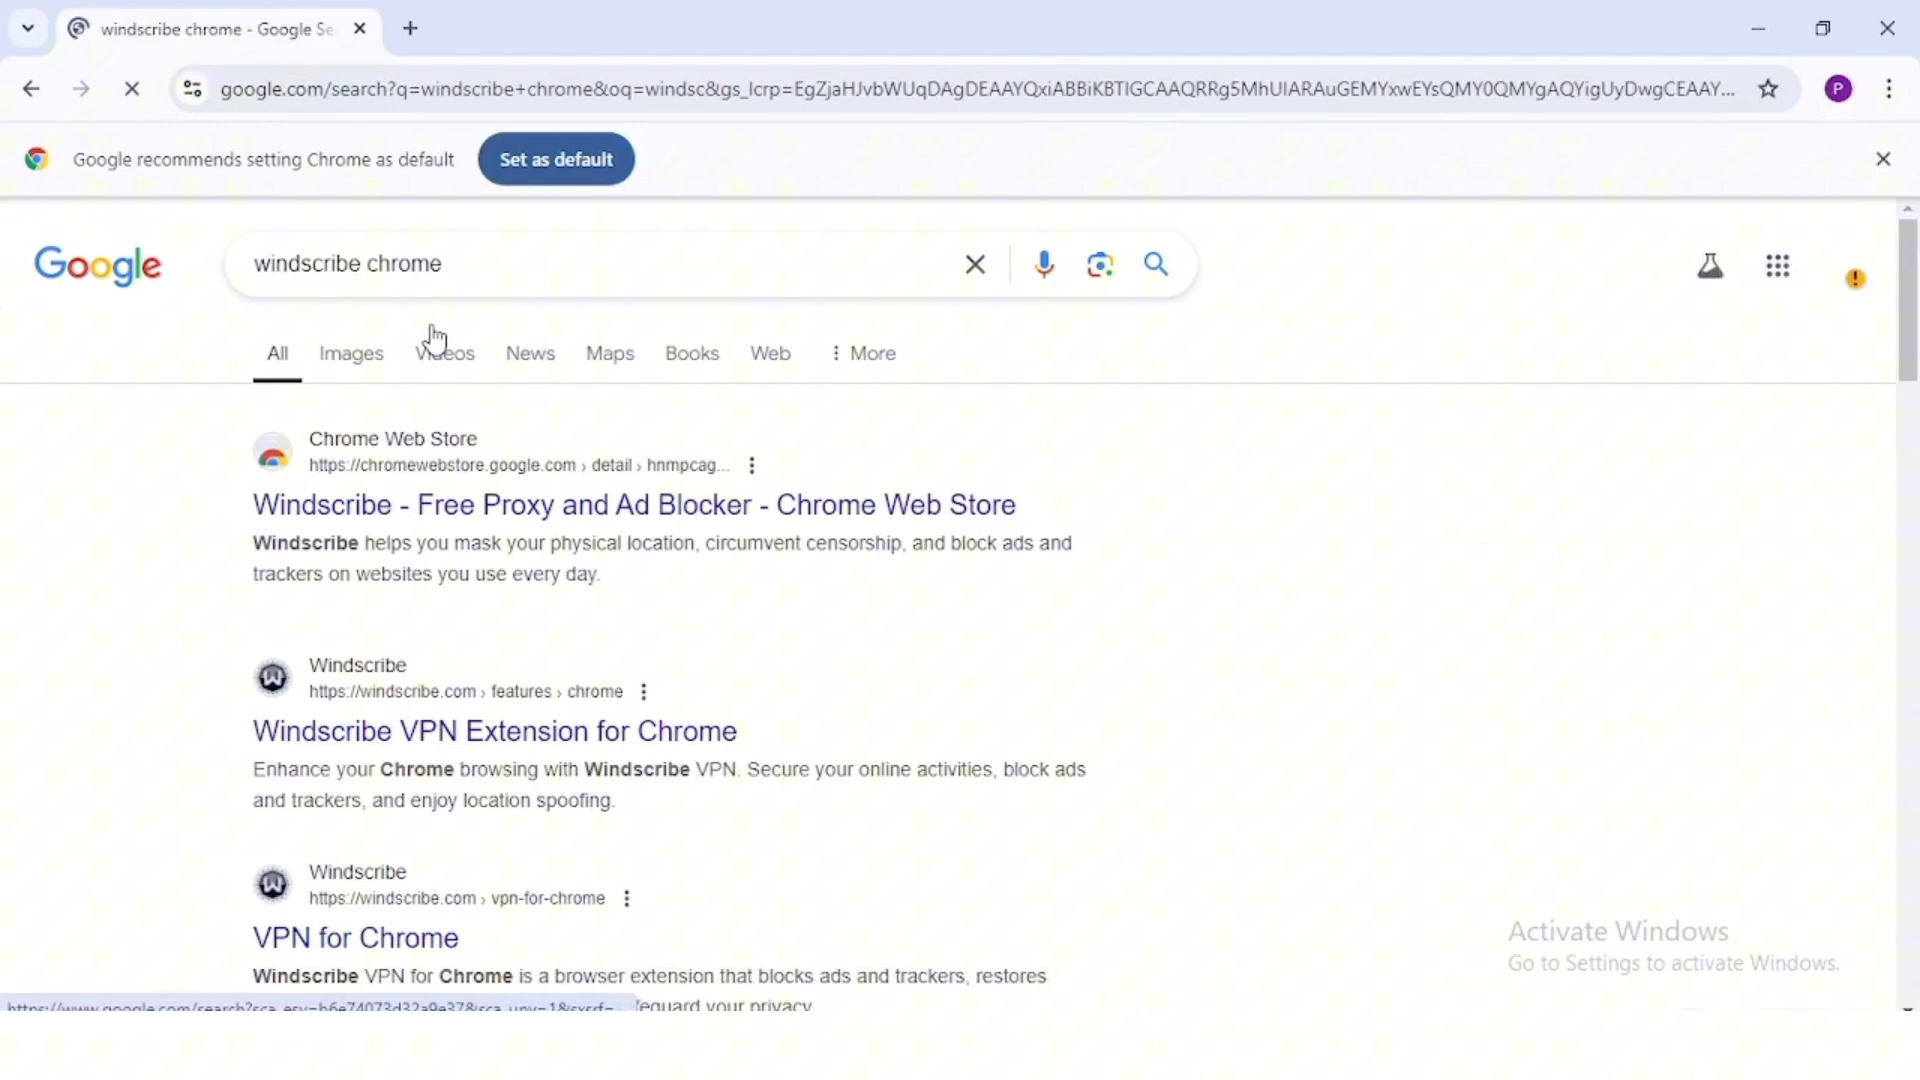 windscribe chrome - Google Se
google.com/search?q=windscribe+chrome&oq=windsc&gs_lcrp=EgZjaHJvbWUqDAgDEAAYQxiABBiKBTIGCAAQRRg5MhUIARAuGEMYxwEYsQMY0QMYgAQYigUyDwgCEAAY...
P
Google recommends setting Chrome as default
Set as default
Google
windscribe chrome
All Images Videos News Maps Books Web More
Chrome Web Store
https://chromewebstore.google.com › detail › hnmpcag...
Windscribe - Free Proxy and Ad Blocker - Chrome Web Store
Windscribe helps you mask your physical location, circumvent censorship, and block ads and
trackers on websites you use every day.
Windscribe
https://windscribe.com › features › chrome
Windscribe VPN Extension for Chrome
Enhance your Chrome browsing with Windscribe VPN. Secure your online activities, block ads
and trackers, and enjoy location spoofing.
Windscribe
https://windscribe.com › vpn-for-chrome
VPN for Chrome
Windscribe VPN for Chrome is a browser extension that blocks ads and trackers, restores
your privacy
Activate Windows
Go to Settings to activate Windows.